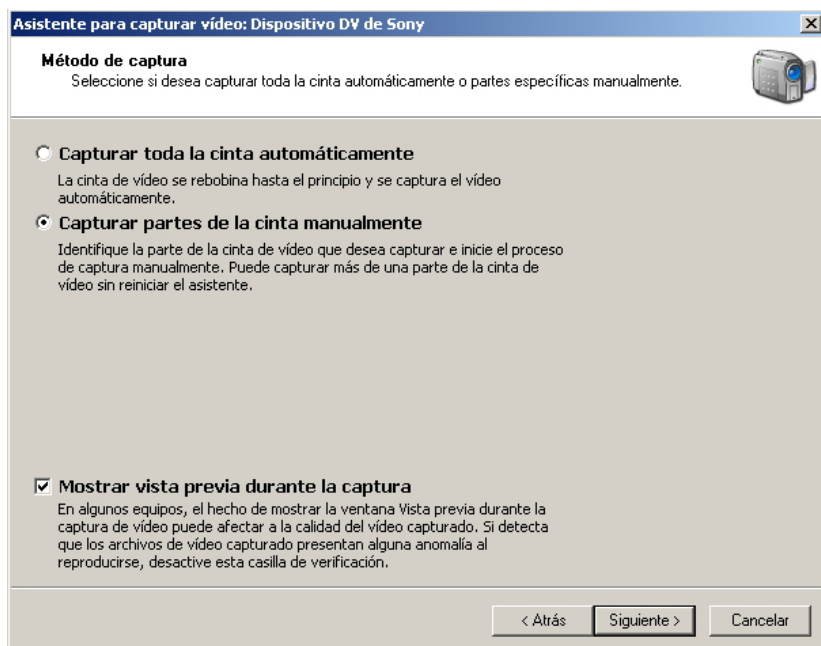 Asistente para capturar vídeo: Dispositivo DV de Sony
Método de captura
Seleccione si desea capturar toda la cinta automáticamente o partes específicas manualmente.
Capturar toda la cinta automáticamente
La cinta de vídeo se rebobina hasta el principio y se captura el vídeo
automáticamente.
Capturar partes de la cinta manualmente
Identifique la parte de la cinta de vídeo que desea capturar e inicie el proceso
de captura manualmente. Puede capturar más de una parte de la cinta de
vídeo sin reiniciar el asistente.
Mostrar vista previa durante la captura
En algunos equipos, el hecho de mostrar la ventana Vista previa durante la
captura de vídeo puede afectar a la calidad del vídeo capturado. Si detecta
que los archivos de vídeo capturado presentan alguna anomalía al
reproducirse, desactive esta casilla de verificación.
< Atrás Siguiente > Cancelar